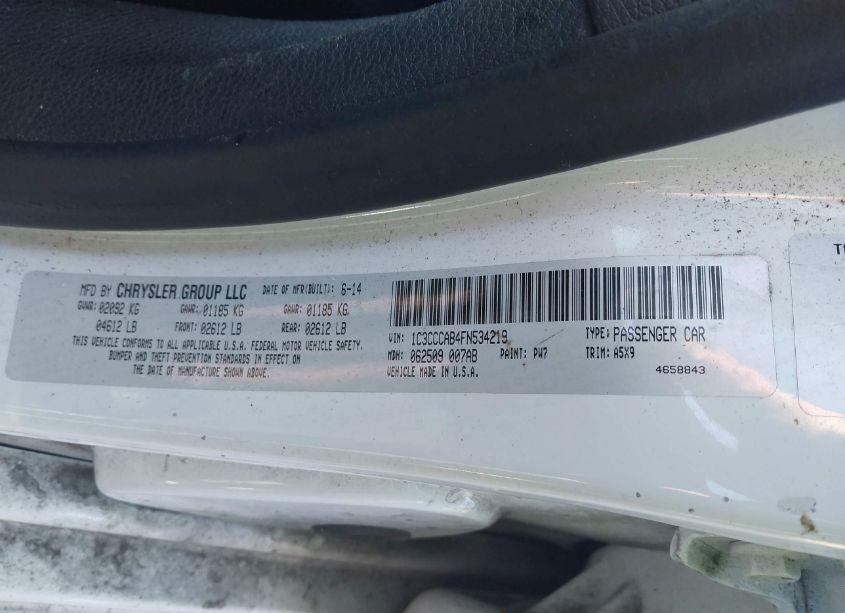 MFD BY CHRYSLER GROUP LLC DATE OF MFR(BUILT): 6-14
GVWR: 02092 KG GAWR: 01185 KG GAWR: 01185 KG
04612 LB FRONT: 02612 LB REAR: 02612 LB
THIS VEHICLE CONFORMS TO ALL APPLICABLE U.S.A. FEDERAL MOTOR VEHICLE SAFETY,
BUMPER AND THEFT PREVENTION STANDARDS IN EFFECT ON
THE DATE OF MANUFACTURE SHOWN ABOVE.
VIN: 1C3CCCAB4FN534219 TYPE: PASSENGER CAR
MDH: 062509 007AB PAINT: PW7 TRIM: A5X9
VEHICLE MADE IN U.S.A. 4658843